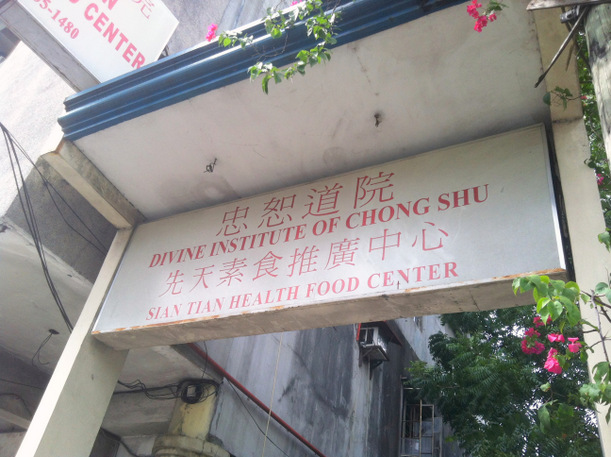 院
N
D CENTER
5-1480
忠恕道院
DIVINE INSTITUTE OF CHONG SHU
先天素食推廣中心
SIAN TIAN HEALTH FOOD CENTER